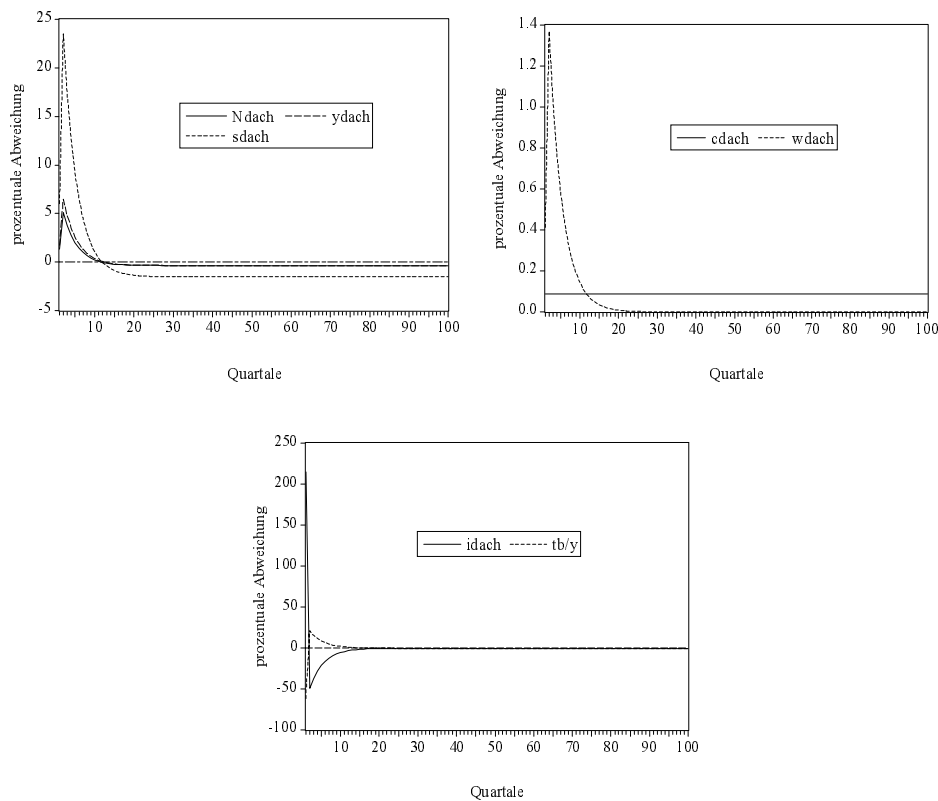 25
20
15
10
5
0
-5
prozentuale Abweichung
Ndach ydach
sdach
10 20 30 40 50 60 70 80 90 100
Quartale
1.4
1.2
1.0
0.8
0.6
0.4
0.2
0.0
prozentuale Abweichung
cdach wdach
10 20 30 40 50 60 70 80 90 100
Quartale
250
200
150
100
50
0
-50
-100
prozentuale Abweichung
idach tb/y
10 20 30 40 50 60 70 80 90 100
Quartale